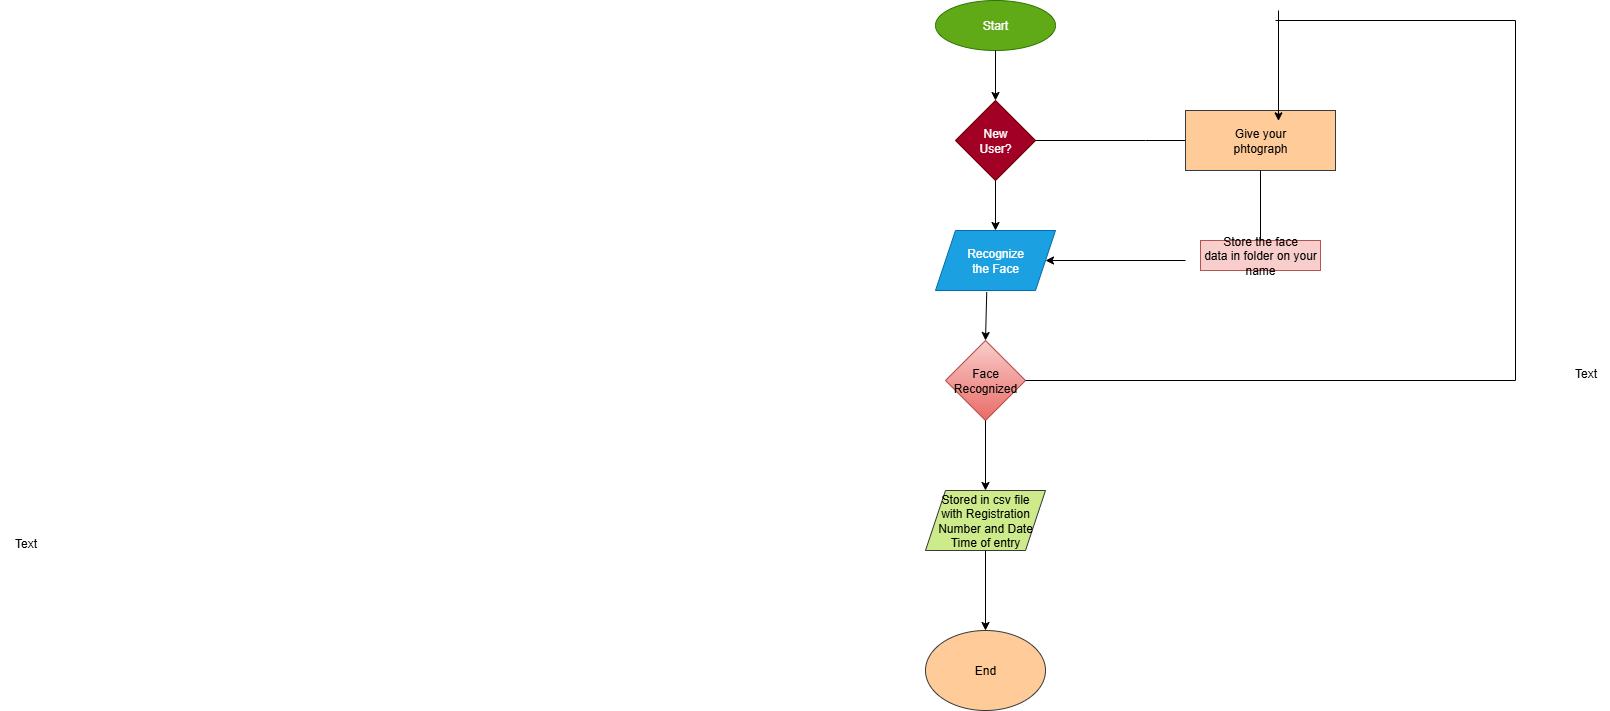 Start
New
User?
Give your
phtograph
Recognize
the Face
Store the face
data in folder on your
name
Face
Recognized
Text
Stored in csv file
with Registration
Number and Date
Time of entry
Text
End